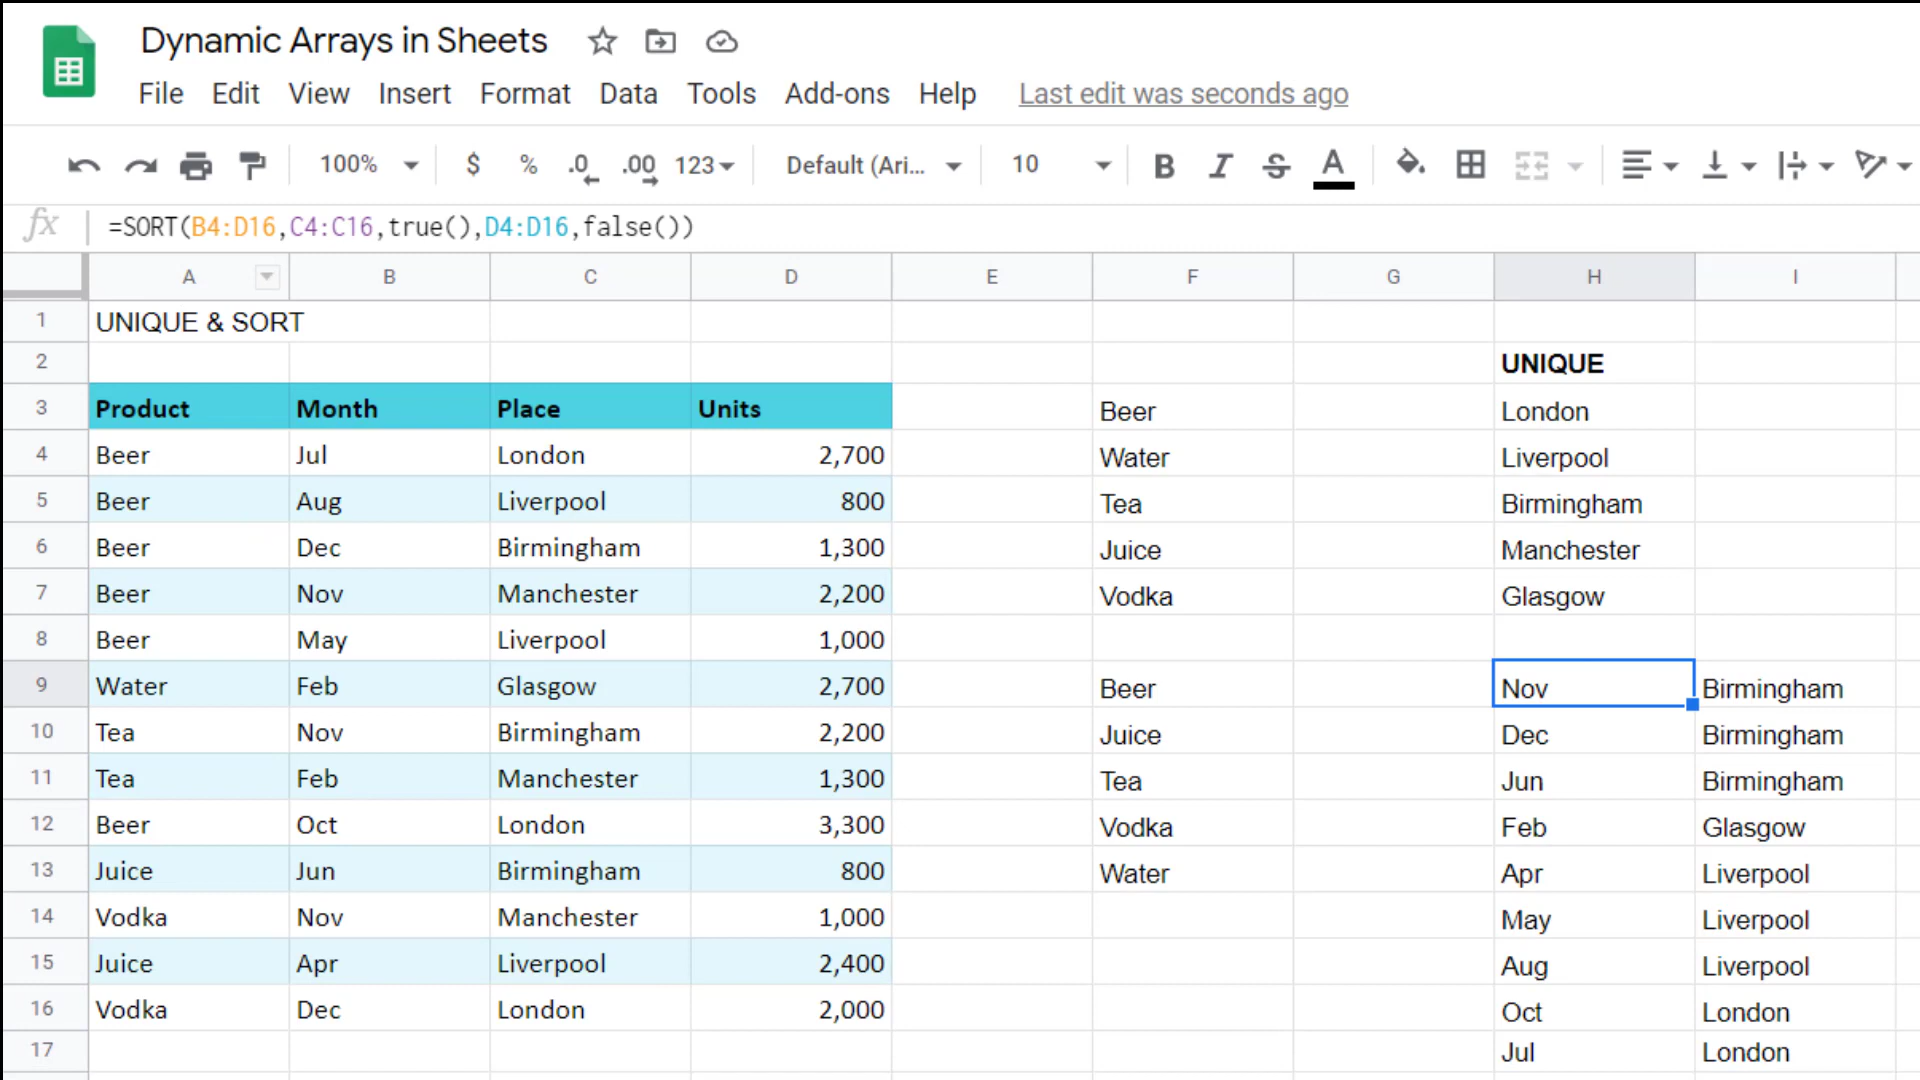 Dynamic Arrays in Sheets
File Edit View Insert Format Data Tools Add-ons Help Last edit was seconds ago
100% $ % .0 .00 123 Default (Ari... 10 B I S A
fx =SORT(B4:D16,C4:C16,true(),D4:D16,false())
A B C D E F G H I
1 UNIQUE & SORT
2 UNIQUE
3 Product Month Place Units Beer London
4 Beer Jul London 2,700 Water Liverpool
5 Beer Aug Liverpool 800 Tea Birmingham
6 Beer Dec Birmingham 1,300 Juice Manchester
7 Beer Nov Manchester 2,200 Vodka Glasgow
8 Beer May Liverpool 1,000
9 Water Feb Glasgow 2,700 Beer Nov Birmingham
10 Tea Nov Birmingham 2,200 Juice Dec Birmingham
11 Tea Feb Manchester 1,300 Tea Jun Birmingham
12 Beer Oct London 3,300 Vodka Feb Glasgow
13 Juice Jun Birmingham 800 Water Apr Liverpool
14 Vodka Nov Manchester 1,000 May Liverpool
15 Juice Apr Liverpool 2,400 Aug Liverpool
16 Vodka Dec London 2,000 Oct London
17 Jul London